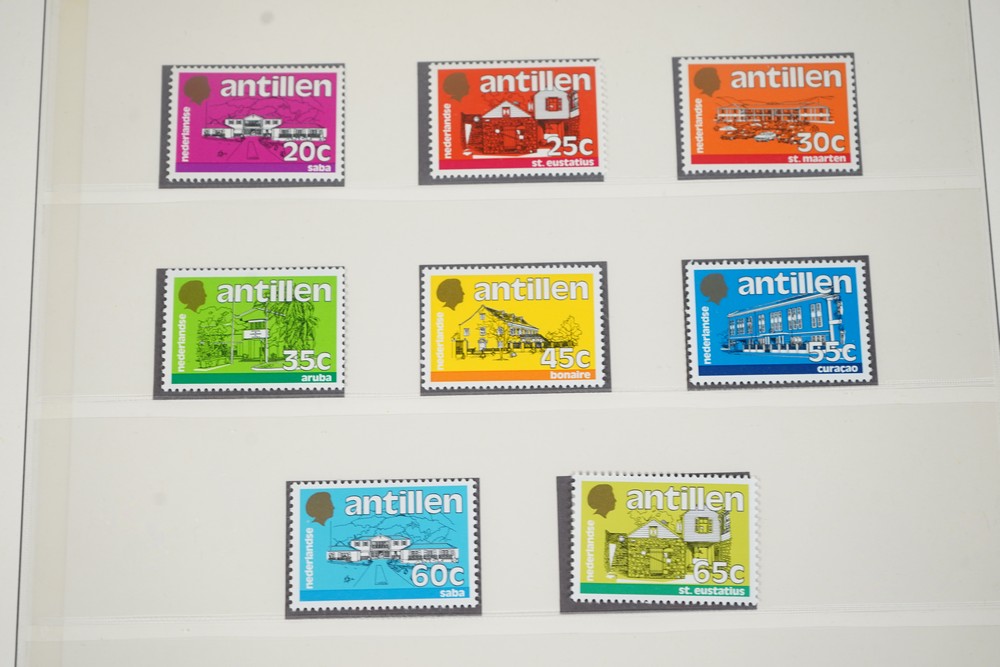 antillen
nederlandse
20c
saba
antillen
nederlandse
25c
st. eustatius
antillen
nederlandse
30c
st. maarten
antillen
nederlandse
35c
aruba
antillen
nederlandse
45c
bonaire
antillen
nederlandse
55c
curaçao
antillen
nederlandse
60c
saba
antillen
nederlandse
65c
st. eustatius